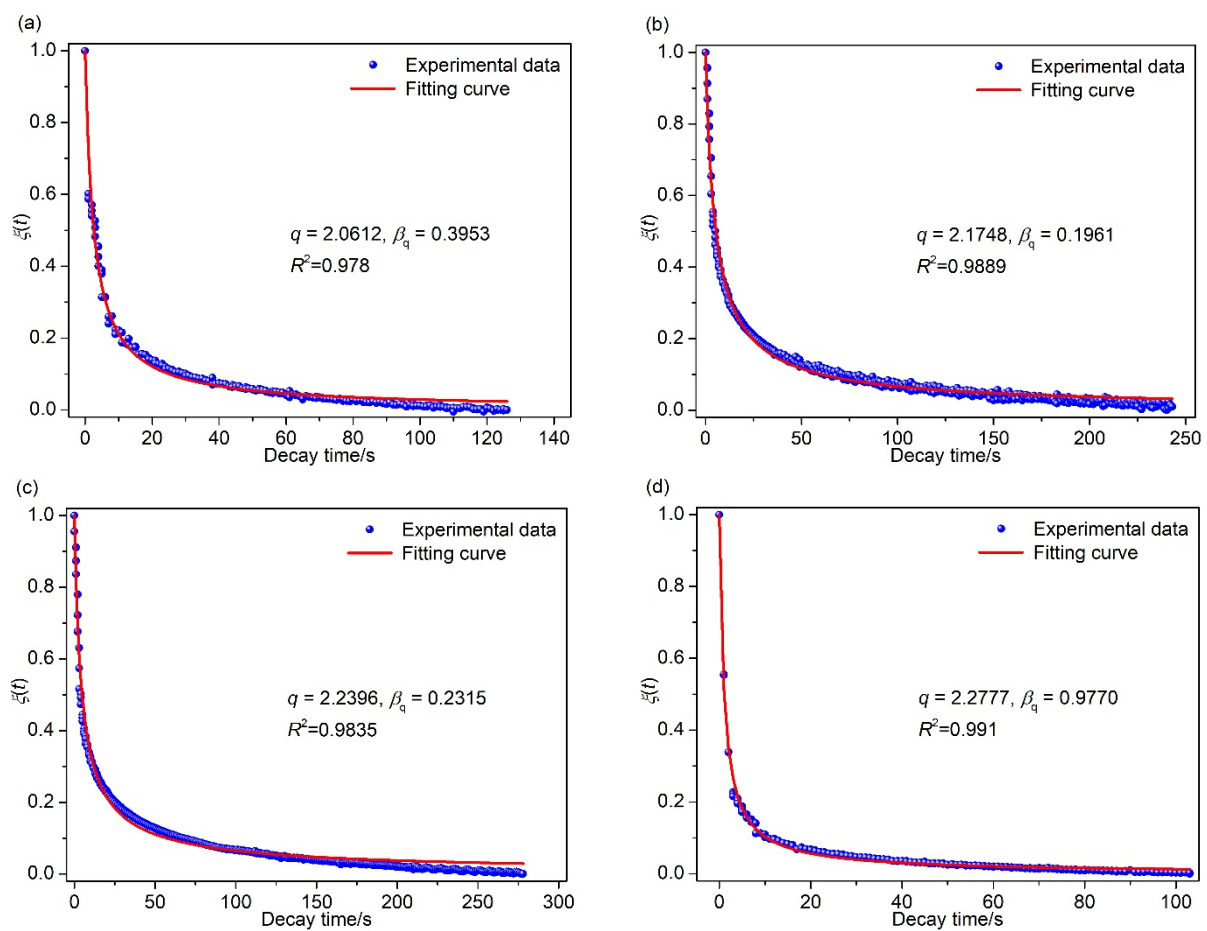 (a)
1.0
0.8
0.6
0.4
0.2
0.0
ξ(t)
Experimental data
Fitting curve
q = 2.0612, βq = 0.3953
R²=0.978
0 20 40 60 80 100 120 140
Decay time/s
(b)
1.0
0.8
0.6
0.4
0.2
0.0
ξ(t)
Experimental data
Fitting curve
q = 2.1748, βq = 0.1961
R²=0.9889
0 50 100 150 200 250
Decay time/s
(c)
1.0
0.8
0.6
0.4
0.2
0.0
ξ(t)
Experimental data
Fitting curve
q = 2.2396, βq = 0.2315
R²=0.9835
0 50 100 150 200 250 300
Decay time/s
(d)
1.0
0.8
0.6
0.4
0.2
0.0
ξ(t)
Experimental data
Fitting curve
q = 2.2777, βq = 0.9770
R²=0.991
0 20 40 60 80 100
Decay time/s